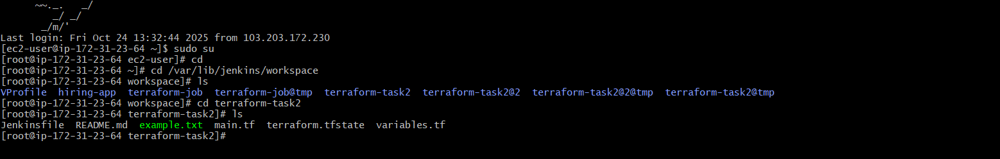 ~~._.   _/
         _/ _/
       _/m/'
Last login: Fri Oct 24 13:32:44 2025 from 103.203.172.230
[ec2-user@ip-172-31-23-64 ~]$ sudo su
[root@ip-172-31-23-64 ec2-user]# cd
[root@ip-172-31-23-64 ~]# cd /var/lib/jenkins/workspace
[root@ip-172-31-23-64 workspace]# ls
VProfile  hiring-app  terraform-job  terraform-job@tmp  terraform-task2  terraform-task2@2  terraform-task2@2@tmp  terraform-task2@tmp
[root@ip-172-31-23-64 workspace]# cd terraform-task2
[root@ip-172-31-23-64 terraform-task2]# ls
Jenkinsfile  README.md  example.txt  main.tf  terraform.tfstate  variables.tf
[root@ip-172-31-23-64 terraform-task2]#